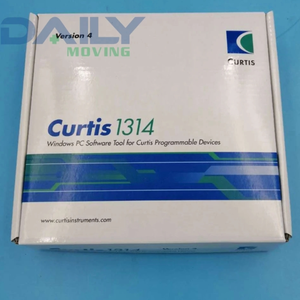 DAILY
MOVING
Version 4
CURTIS
Curtis 1314
Windows PC Software Tool for Curtis Programmable Devices
www.curtisinstruments.com